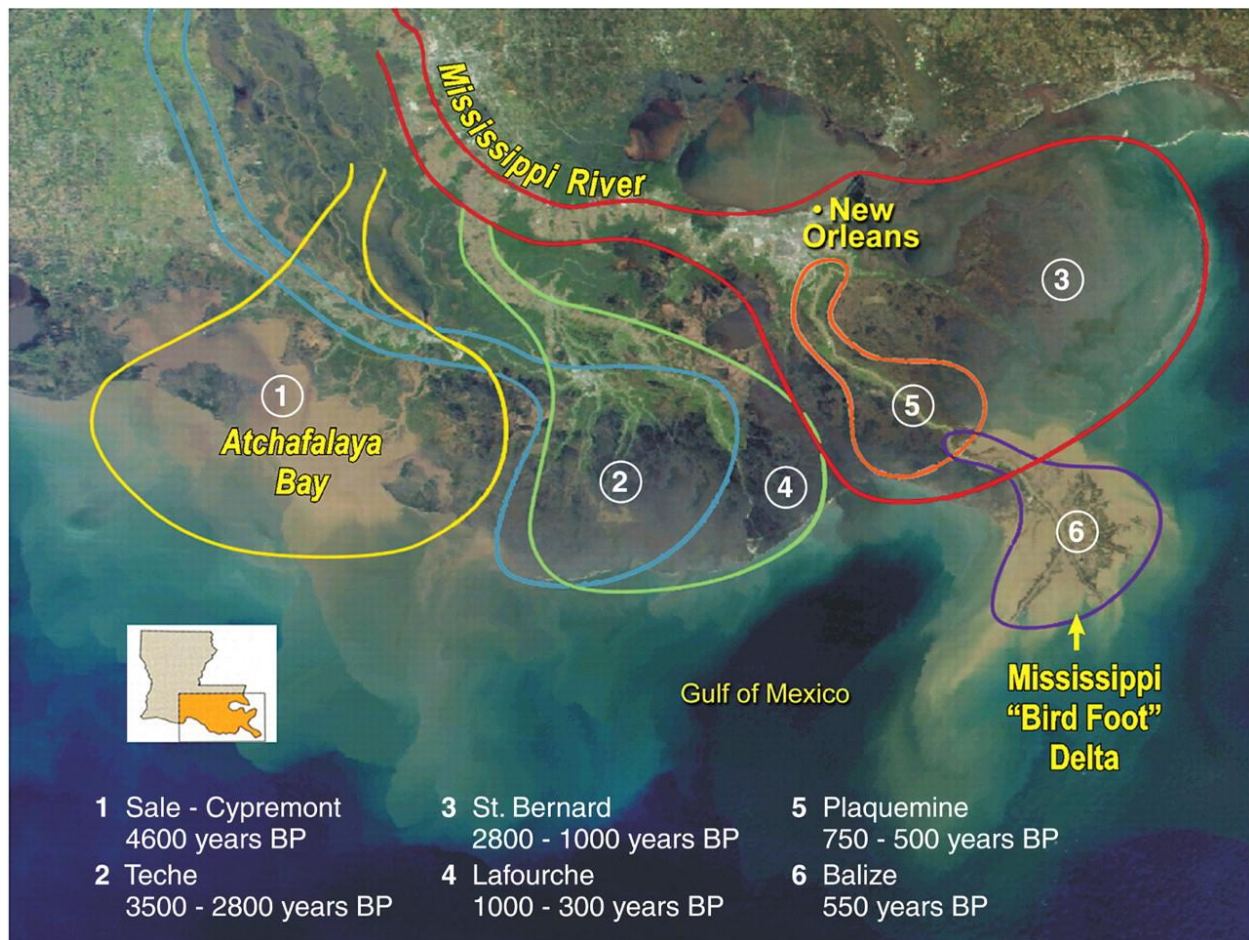 Mississippi River
• New
Orleans
3
1
Atchafalaya
Bay
5
2
4
6
Gulf of Mexico
Mississippi
“Bird Foot”
Delta
1 Sale - Cypremont
4600 years BP
2 Teche
3500 - 2800 years BP
3 St. Bernard
2800 - 1000 years BP
4 Lafourche
1000 - 300 years BP
5 Plaquemine
750 - 500 years BP
6 Balize
550 years BP